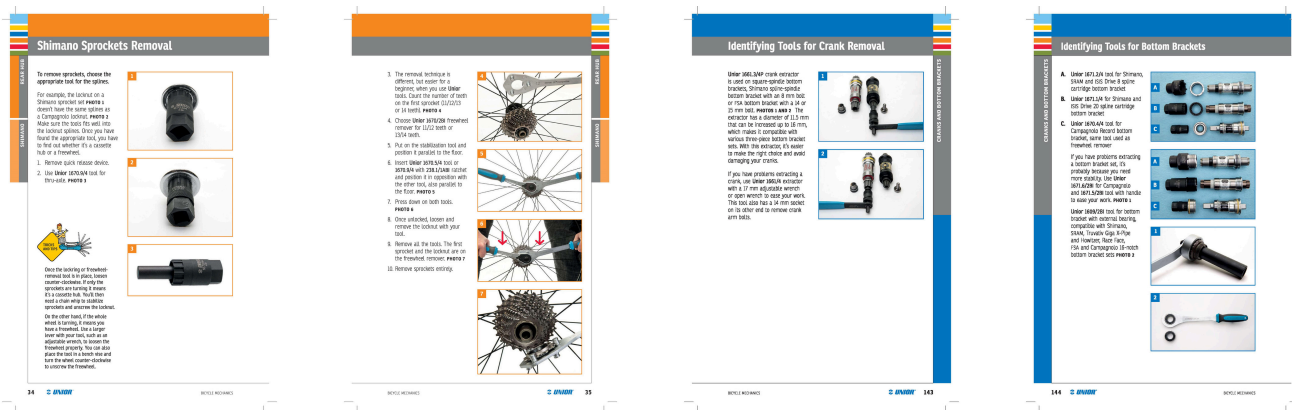 Shimano Sprockets Removal
REAR HUB
SHIMANO
To remove sprockets, choose the
appropriate tool for the splines.
For example, the locknut on a
Shimano sprocket set PHOTO 1
doesn't have the same splines as
a Campagnolo locknut. PHOTO 2
Make sure the tools fits well into
the locknut splines. Once you have
found the appropriate tool, you have
to find out whether it's a cassette
hub or a freewheel.
1. Remove quick release device.
2. Use Unior 1670.9/4 tool for
thru-axle. PHOTO 3
TRICKS
AND TIPS
Once the lockring or freewheel-
removal tool is in place, loosen
counter-clockwise. If only the
sprockets are turning it means
it's a cassette hub. You'll then
need a chain whip to stabilize
sprockets and unscrew the locknut.
On the other hand, if the whole
wheel is turning, it means you
have a freewheel. Use a larger
lever with your tool, such as an
adjustable wrench, to loosen the
freewheel properly. You can also
place the tool in a bench vise and
turn the wheel counter-clockwise
to unscrew the freewheel.
1
2
3
34 UNIOR BICYCLE MECHANICS
3. The removal technique is
different, but easier for a
beginner, when you use Unior
tools. Count the number of teeth
on the first sprocket (11/12/13
or 14 teeth). PHOTO 4
4. Choose Unior 1670/2BI freewheel
remover for 11/12 teeth or
13/14 teeth.
5. Put on the stabilization tool and
position it parallel to the floor.
6. Insert Unior 1670.5/4 tool or
1670.9/4 with 238.1/1ABI ratchet
and position it in opposition with
the other tool, also parallel to
the floor. PHOTO 5
7. Press down on both tools.
PHOTO 6
8. Once unlocked, loosen and
remove the locknut with your
tool.
9. Remove all the tools. The first
sprocket and the locknut are on
the freewheel remover. PHOTO 7
10. Remove sprockets entirely.
4
5
6
7
REAR HUB
SHIMANO
BICYCLE MECHANICS UNIOR 35
Identifying Tools for Crank Removal
Unior 1661.3/4P crank extractor
is used on square-spindle bottom
brackets, Shimano spline-spindle
bottom bracket with an 8 mm bolt
or FSA bottom bracket with a 14 or
15 mm bolt. PHOTOS 1 AND 2 The
extractor has a diameter of 11.5 mm
that can be increased up to 16 mm,
which makes it compatible with
various three-piece bottom bracket
sets. With this extractor, it's easier
to make the right choice and avoid
damaging your cranks.
If you have problems extracting a
crank, use Unior 1661/4 extractor
with a 17 mm adjustable wrench
or open wrench to ease your work.
This tool also has a 14 mm socket
on its other end to remove crank
arm bolts.
1
2
CRANKS AND BOTTOM BRACKETS
BICYCLE MECHANICS UNIOR 143
Identifying Tools for Bottom Brackets
CRANKS AND BOTTOM BRACKETS
A. Unior 1671.2/4 tool for Shimano,
SRAM and ISIS Drive 8 spline
cartridge bottom bracket
B. Unior 1671.1/4 for Shimano and
ISIS Drive 20 spline cartridge
bottom bracket
C. Unior 1670.4/4 tool for
Campagnolo Record bottom
bracket, same tool used as
freewheel remover
If you have problems extracting
a bottom bracket set, it's
probably because you need
more stability. Use Unior
1671.6/2BI for Campagnolo
and 1671.5/2BI tool with handle
to ease your work. PHOTO 1
Unior 1609/2BI tool for bottom
bracket with external bearing,
compatible with Shimano,
SRAM, Truvativ Giga X-Pipe
and Howitzer, Race Face,
FSA and Campagnolo 16-notch
bottom bracket sets PHOTO 2
A
B
C
A
B
C
1
2
144 UNIOR BICYCLE MECHANICS